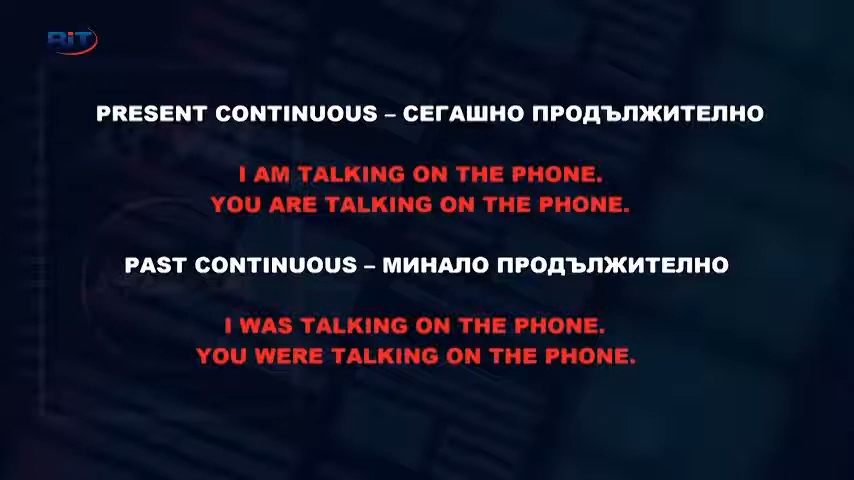 BiT
PRESENT CONTINUOUS – СЕГАШНО ПРОДЪЛЖИТЕЛНО
I AM TALKING ON THE PHONE.
YOU ARE TALKING ON THE PHONE.
PAST CONTINUOUS – МИНАЛО ПРОДЪЛЖИТЕЛНО
I WAS TALKING ON THE PHONE.
YOU WERE TALKING ON THE PHONE.